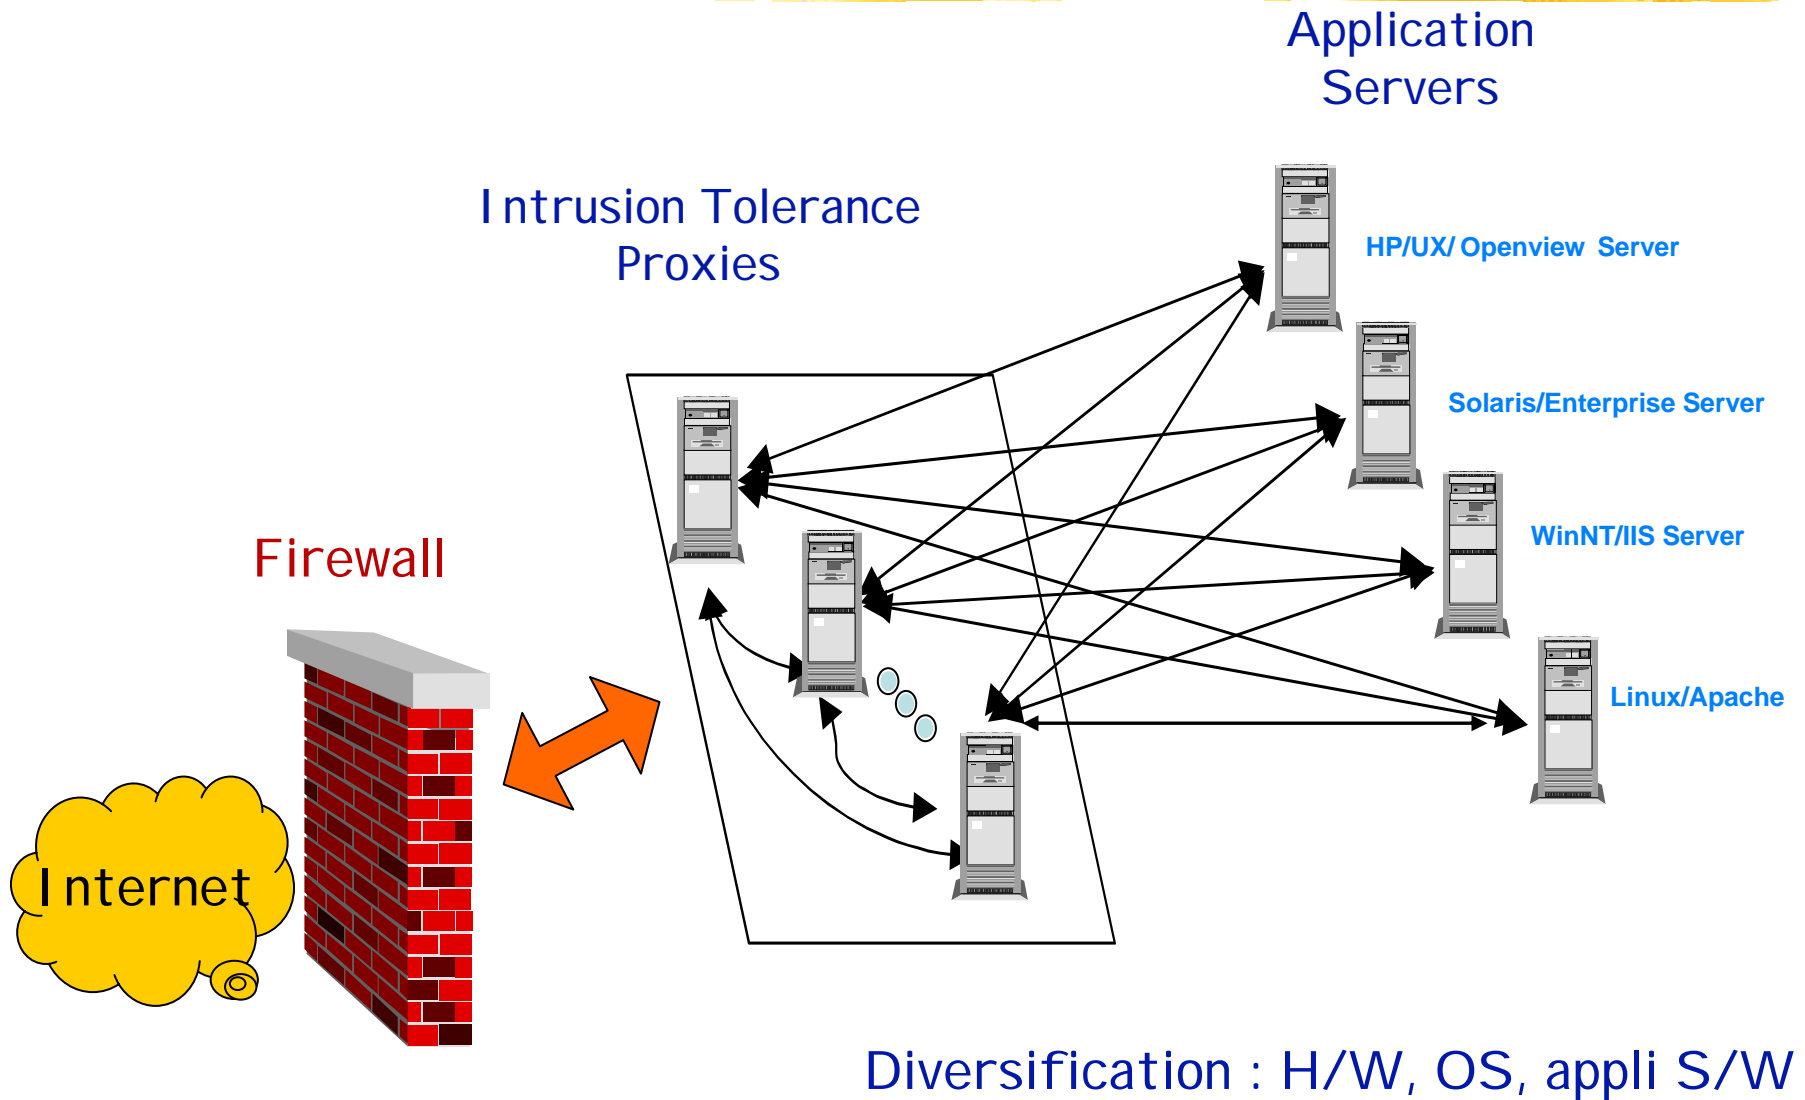 Application
Servers
Intrusion Tolerance
Proxies
HP/UX/ Openview Server
Solaris/Enterprise Server
WinNT/IIS Server
Firewall
Linux/Apache
Internet
Diversification : H/W, OS, appli S/W